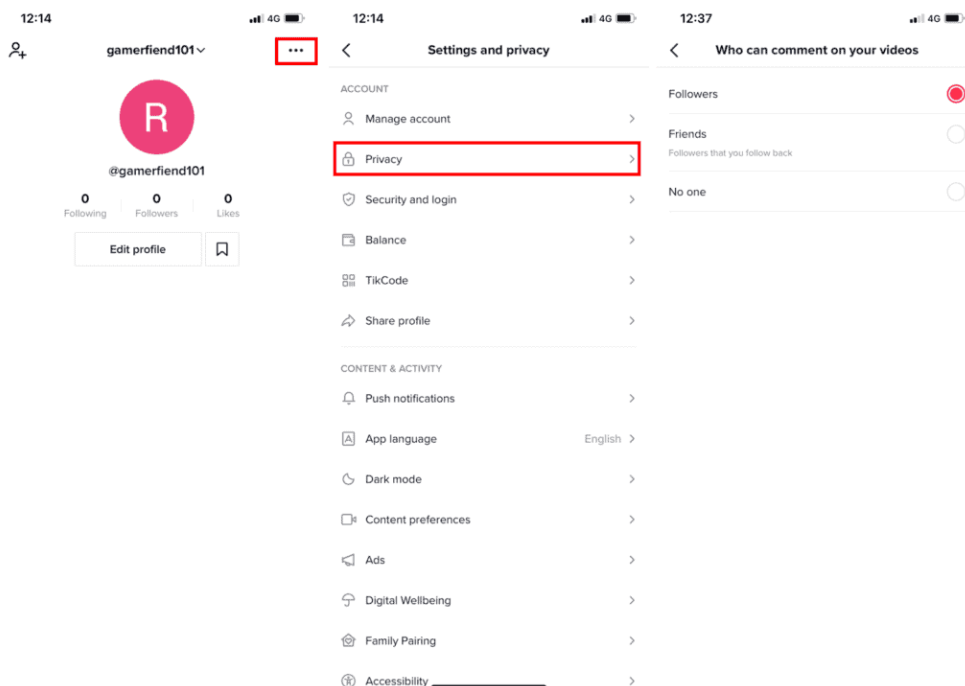 12:14
4G
gamerfiend101
R
@gamerfiend101
0 0 0
Following Followers Likes
Edit profile
12:14
4G
Settings and privacy
ACCOUNT
Manage account
Privacy
Security and login
Balance
TikCode
Share profile
CONTENT & ACTIVITY
Push notifications
App language English
Dark mode
Content preferences
Ads
Digital Wellbeing
Family Pairing
Accessibility
12:37
4G
Who can comment on your videos
Followers
Friends
Followers that you follow back
No one